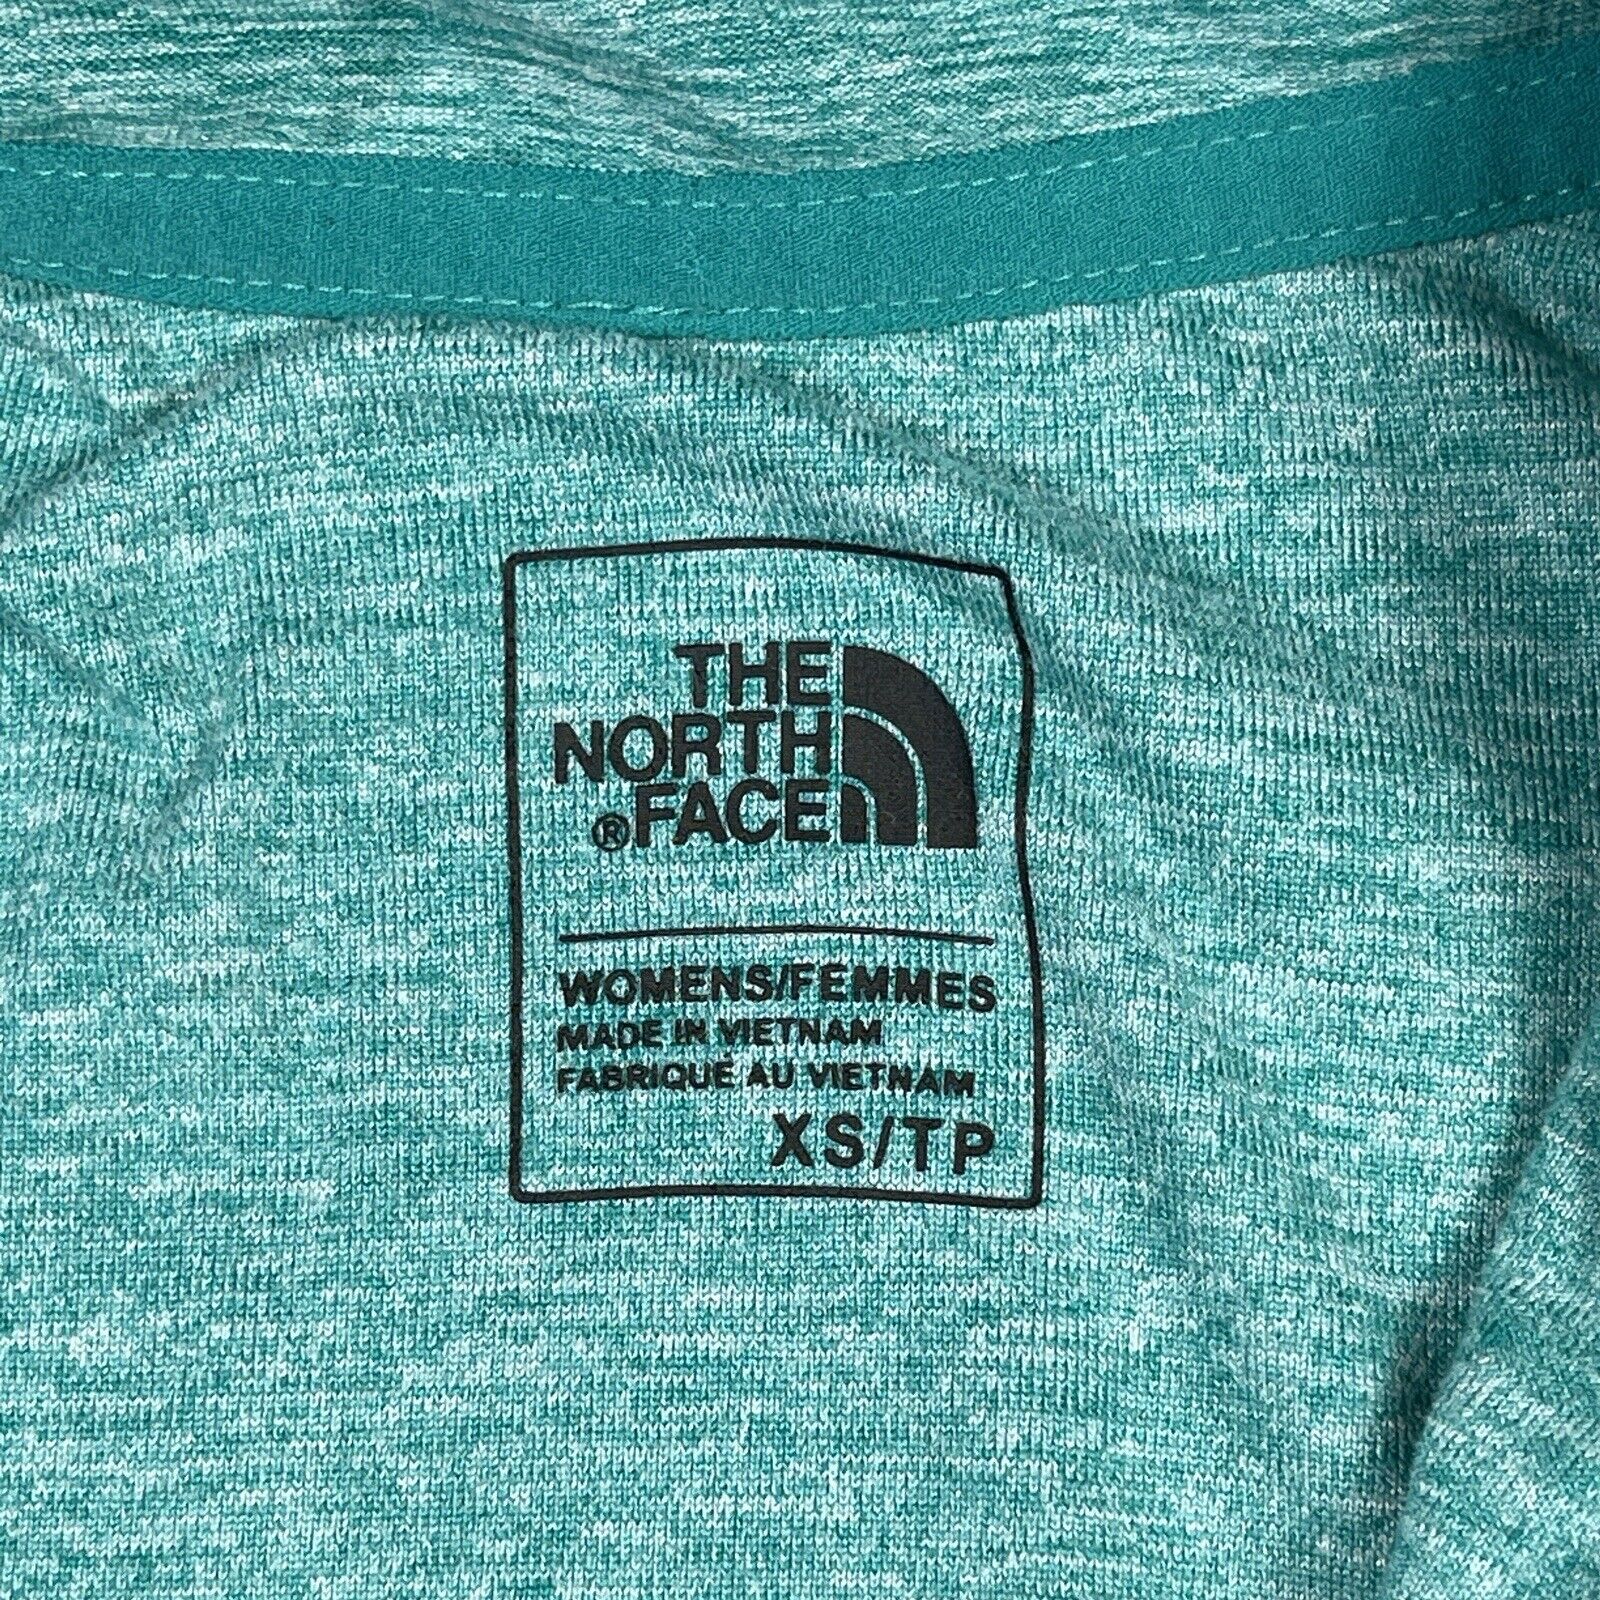 THE
NORTH
®FACE
WOMENS/FEMMES
MADE IN VIETNAM
FABRIQUÉ AU VIETNAM
XS/TP